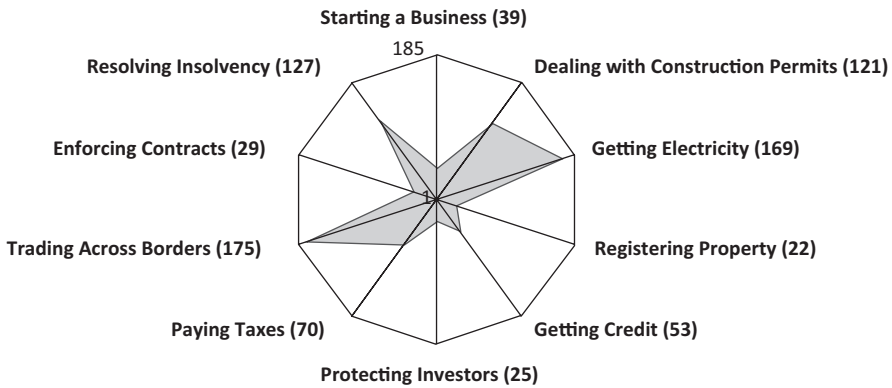 Starting a Business (39)
185
Resolving Insolvency (127)
Dealing with Construction Permits (121)
Enforcing Contracts (29)
Getting Electricity (169)
1
Trading Across Borders (175)
Registering Property (22)
Paying Taxes (70)
Getting Credit (53)
Protecting Investors (25)